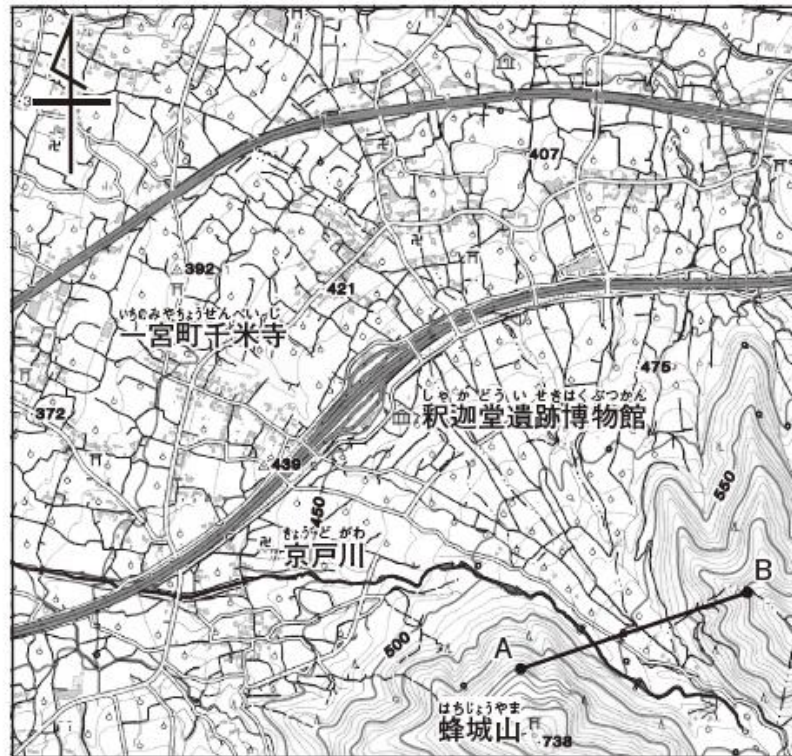 407
392
421
いちのみやちょうせんべいじ
一宮町千米寺
475
しゃかどういせきはくぶつかん
釈迦堂遺跡博物館
372
439
450
550
きょうどがわ
京戸川
B
500
A
はちじょうやま
蜂城山
738